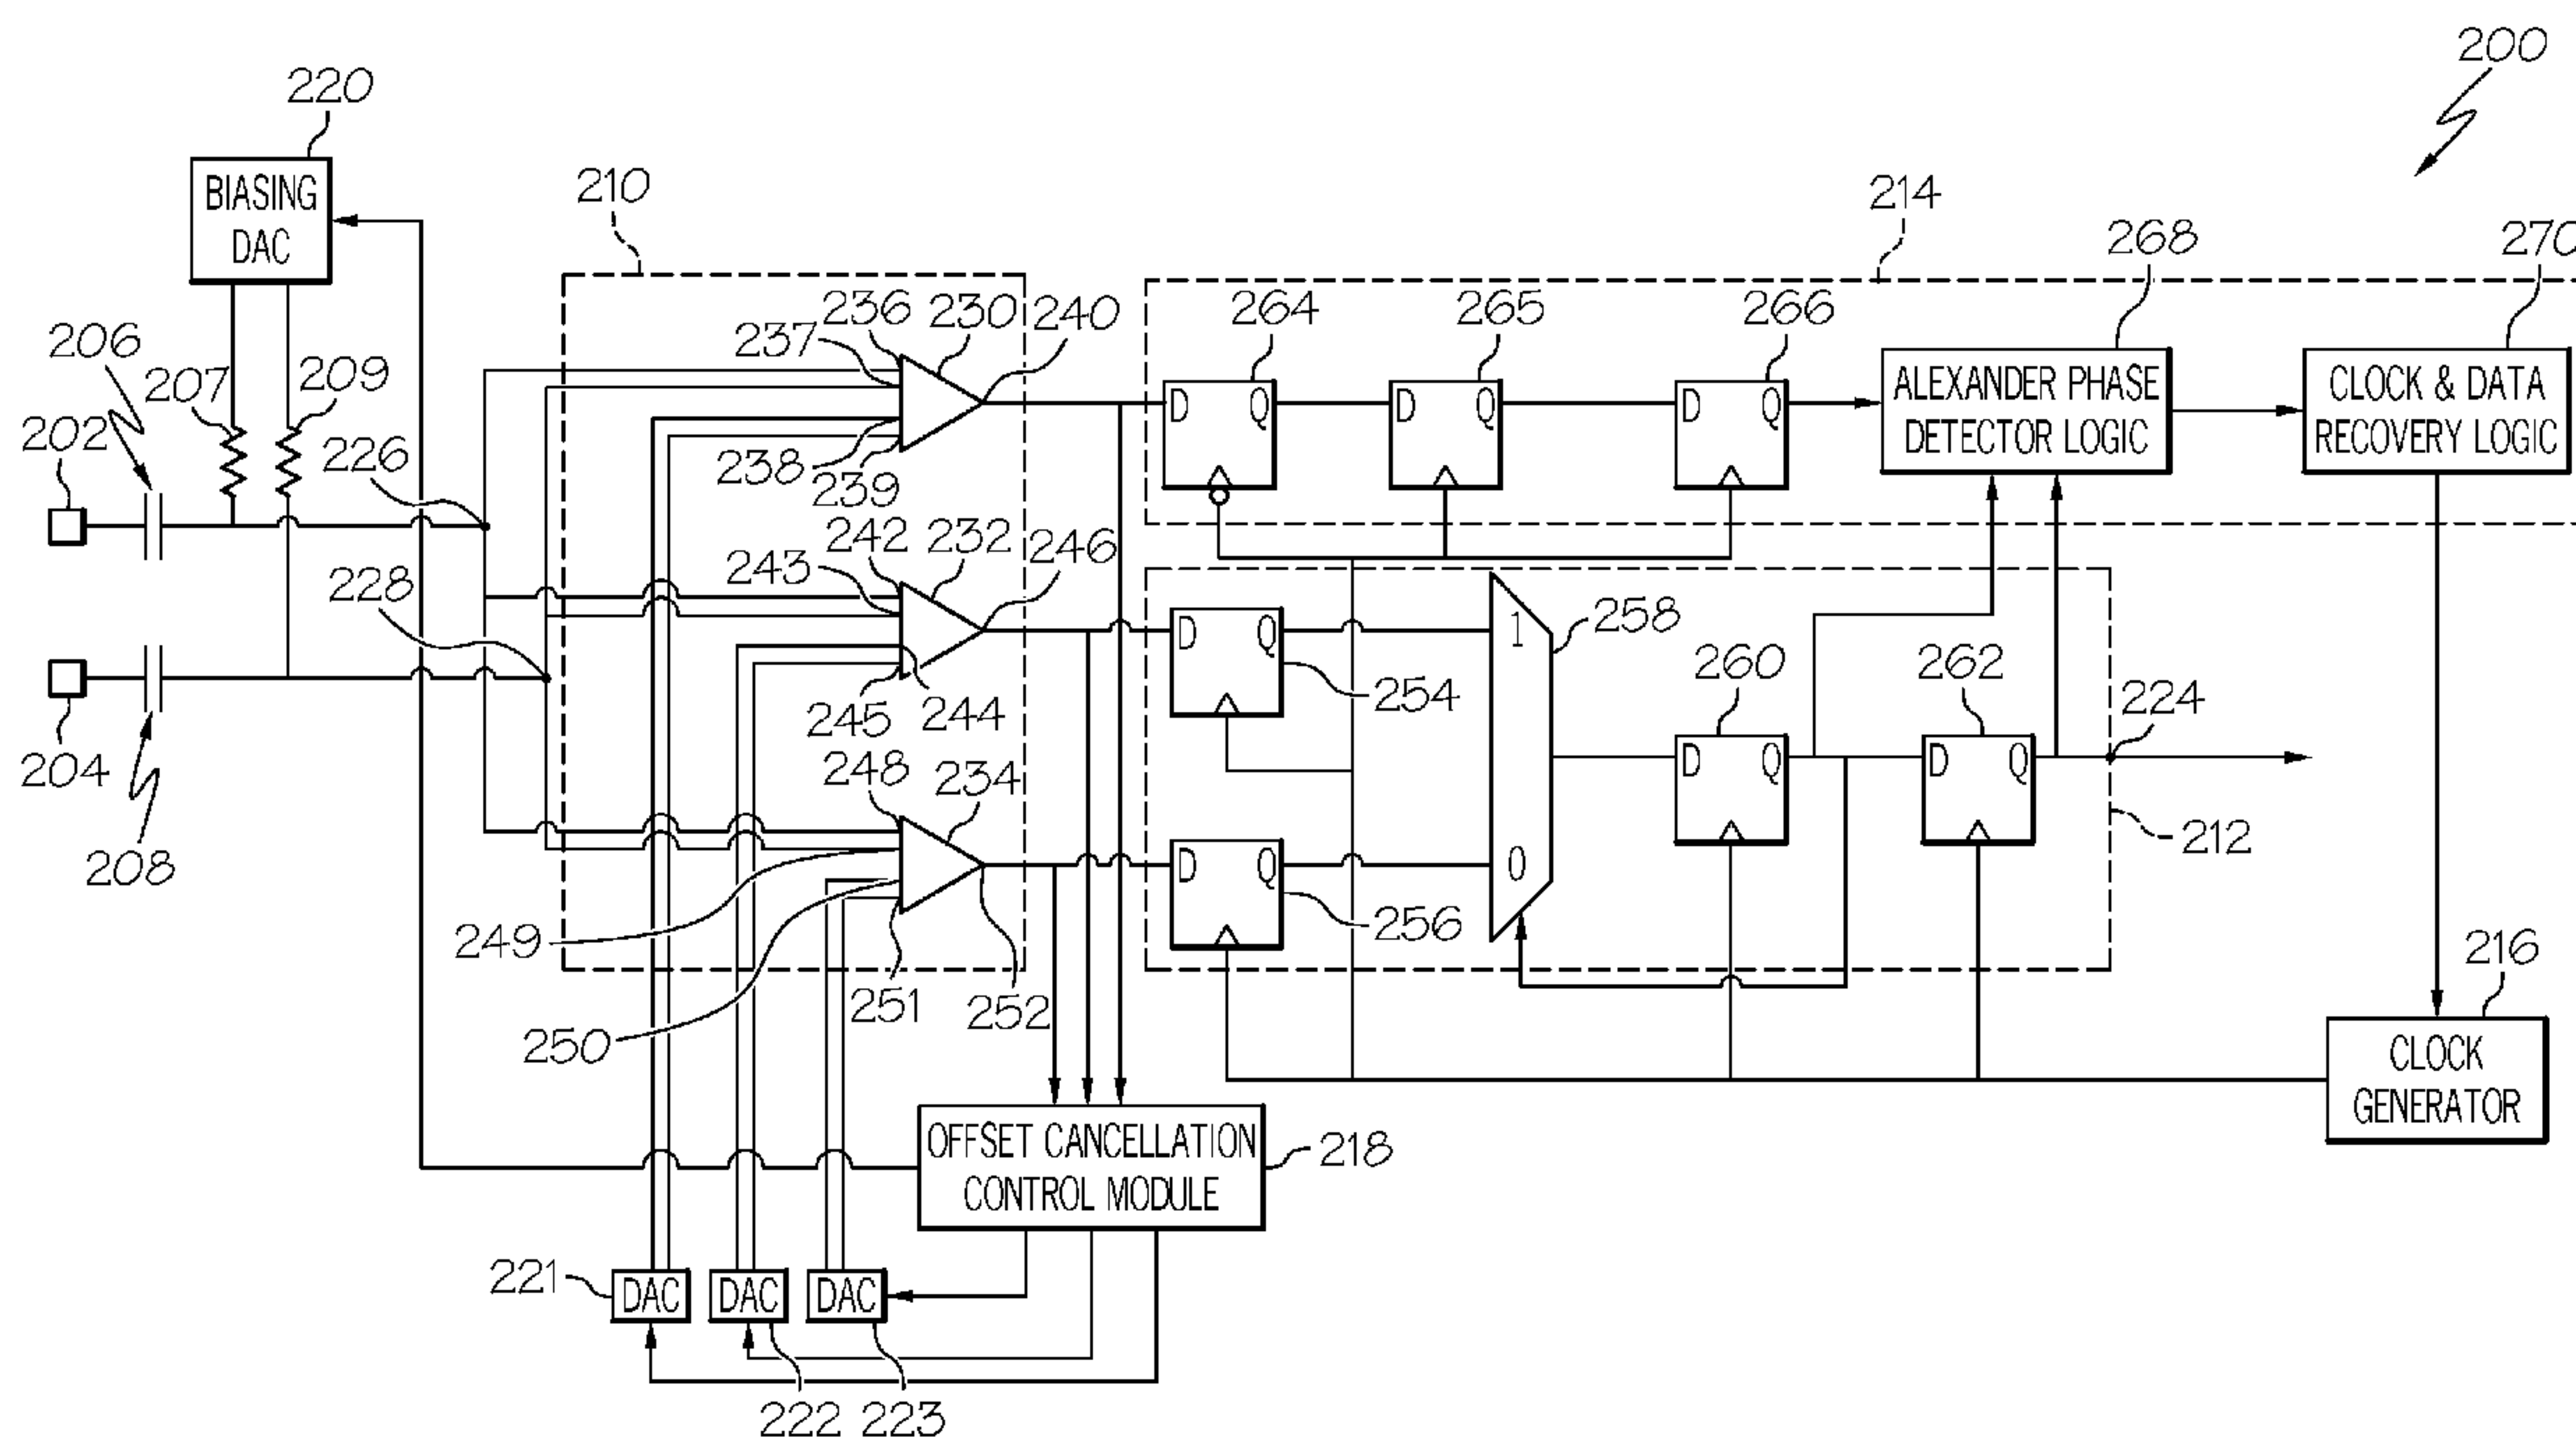 200
220
BIASING
DAC
210
214
268
270
206
207
209
202
226
236
230
240
237
238
239
264
265
266
D Q
D Q
D Q
ALEXANDER PHASE
DETECTOR LOGIC
CLOCK & DATA
RECOVERY LOGIC
228
204
208
242
232
246
243
245
244
D Q
254
1
258
0
260
262
224
D Q
D Q
212
248
234
249
250
251
252
D Q
256
216
CLOCK
GENERATOR
OFFSET CANCELLATION
CONTROL MODULE
218
221
DAC
DAC
DAC
222
223